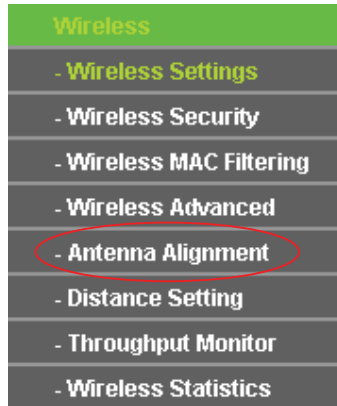 Wireless
- Wireless Settings
- Wireless Security
- Wireless MAC Filtering
- Wireless Advanced
- Antenna Alignment
- Distance Setting
- Throughput Monitor
- Wireless Statistics